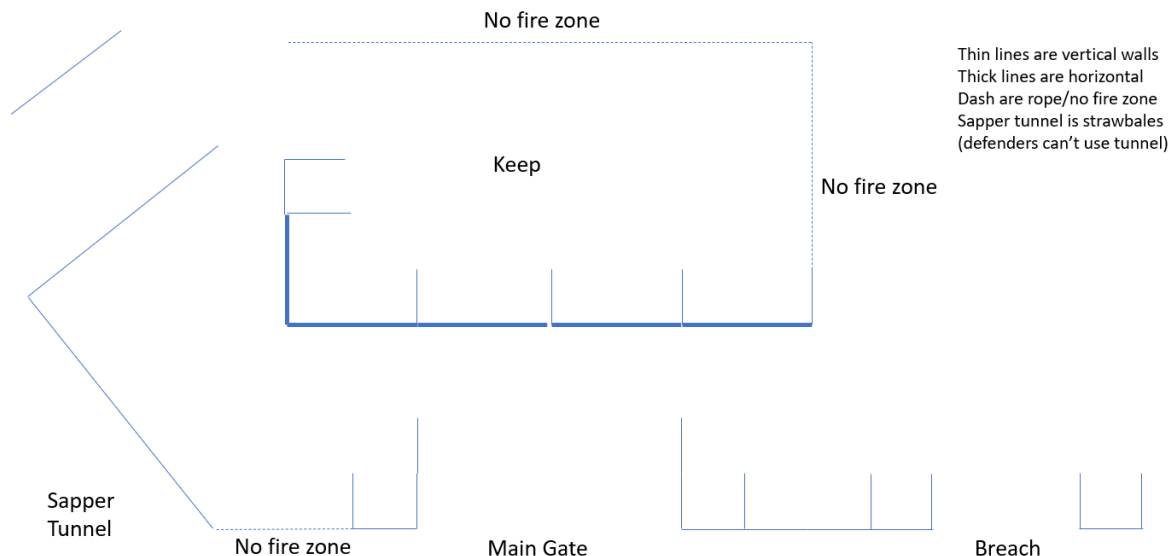 No fire zone
Thin lines are vertical walls
Thick lines are horizontal
Dash are rope/no fire zone
Sapper tunnel is strawbales
(defenders can’t use tunnel)
Keep
No fire zone
Sapper
Tunnel
No fire zone
Main Gate
Breach